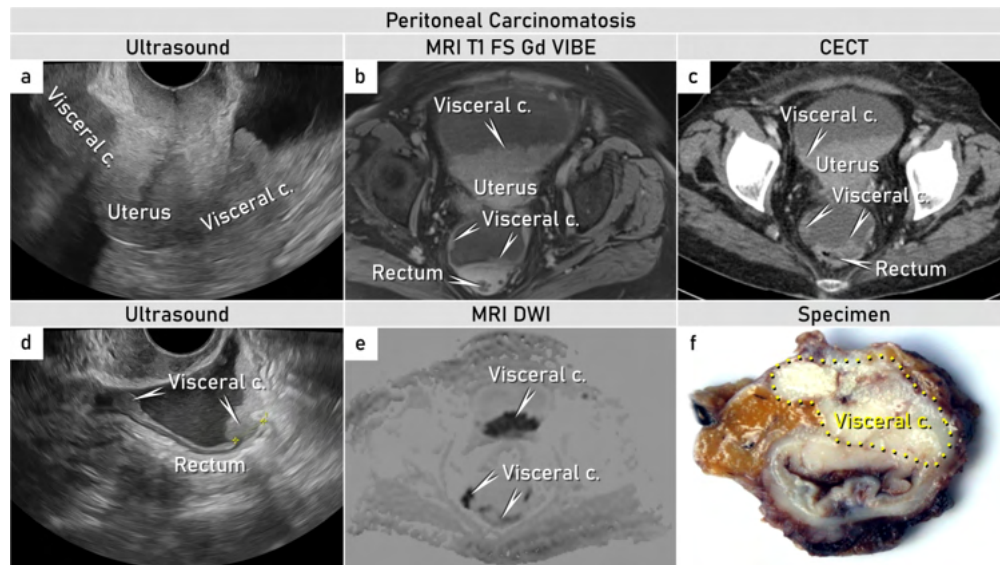 Peritoneal Carcinomatosis
Ultrasound
MRI T1 FS Gd VIBE
CECT
a
Visceral c.
Uterus
Visceral c.
b
Visceral c.
Uterus
Visceral c.
Rectum
c
Visceral c.
Uterus
Visceral c.
Rectum
Ultrasound
MRI DWI
Specimen
d
Visceral c.
Rectum
e
Visceral c.
Visceral c.
f
Visceral c.